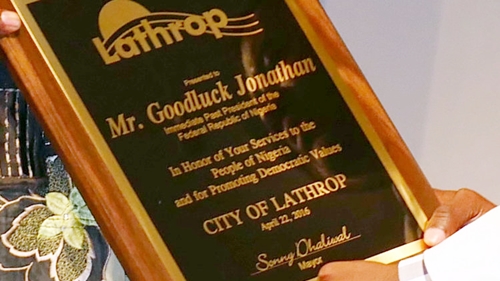 Lathrop
Presented to
Mr. Goodluck Jonathan
Immediate Past President of the
Federal Republic of Nigeria
In Honor of Your Services to the
People of Nigeria
and for Promoting Democratic Values
CITY OF LATHROP
April 22, 2016
Sonny Dhaliwal
Mayor